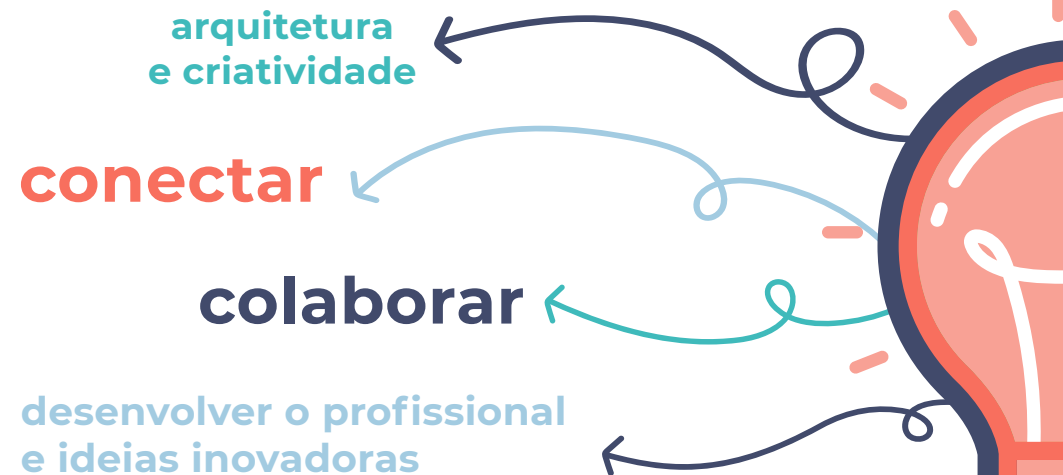 arquitetura
e criatividade
conectar
colaborar
desenvolver o profissional
e ideias inovadoras